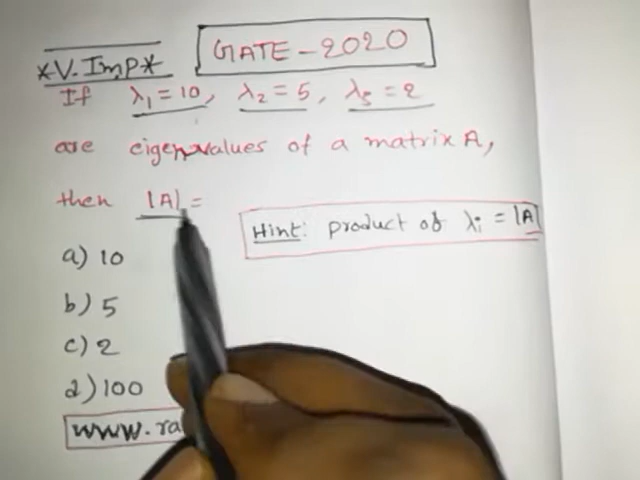 GATE-2020
*V.Imp*
If λ1=10, λ2=5, λ3=2
are eigenvalues of a matrix A,
then |A|=
Hint: product of λi = |A|
a) 10
b) 5
c) 2
d) 100
www.ra